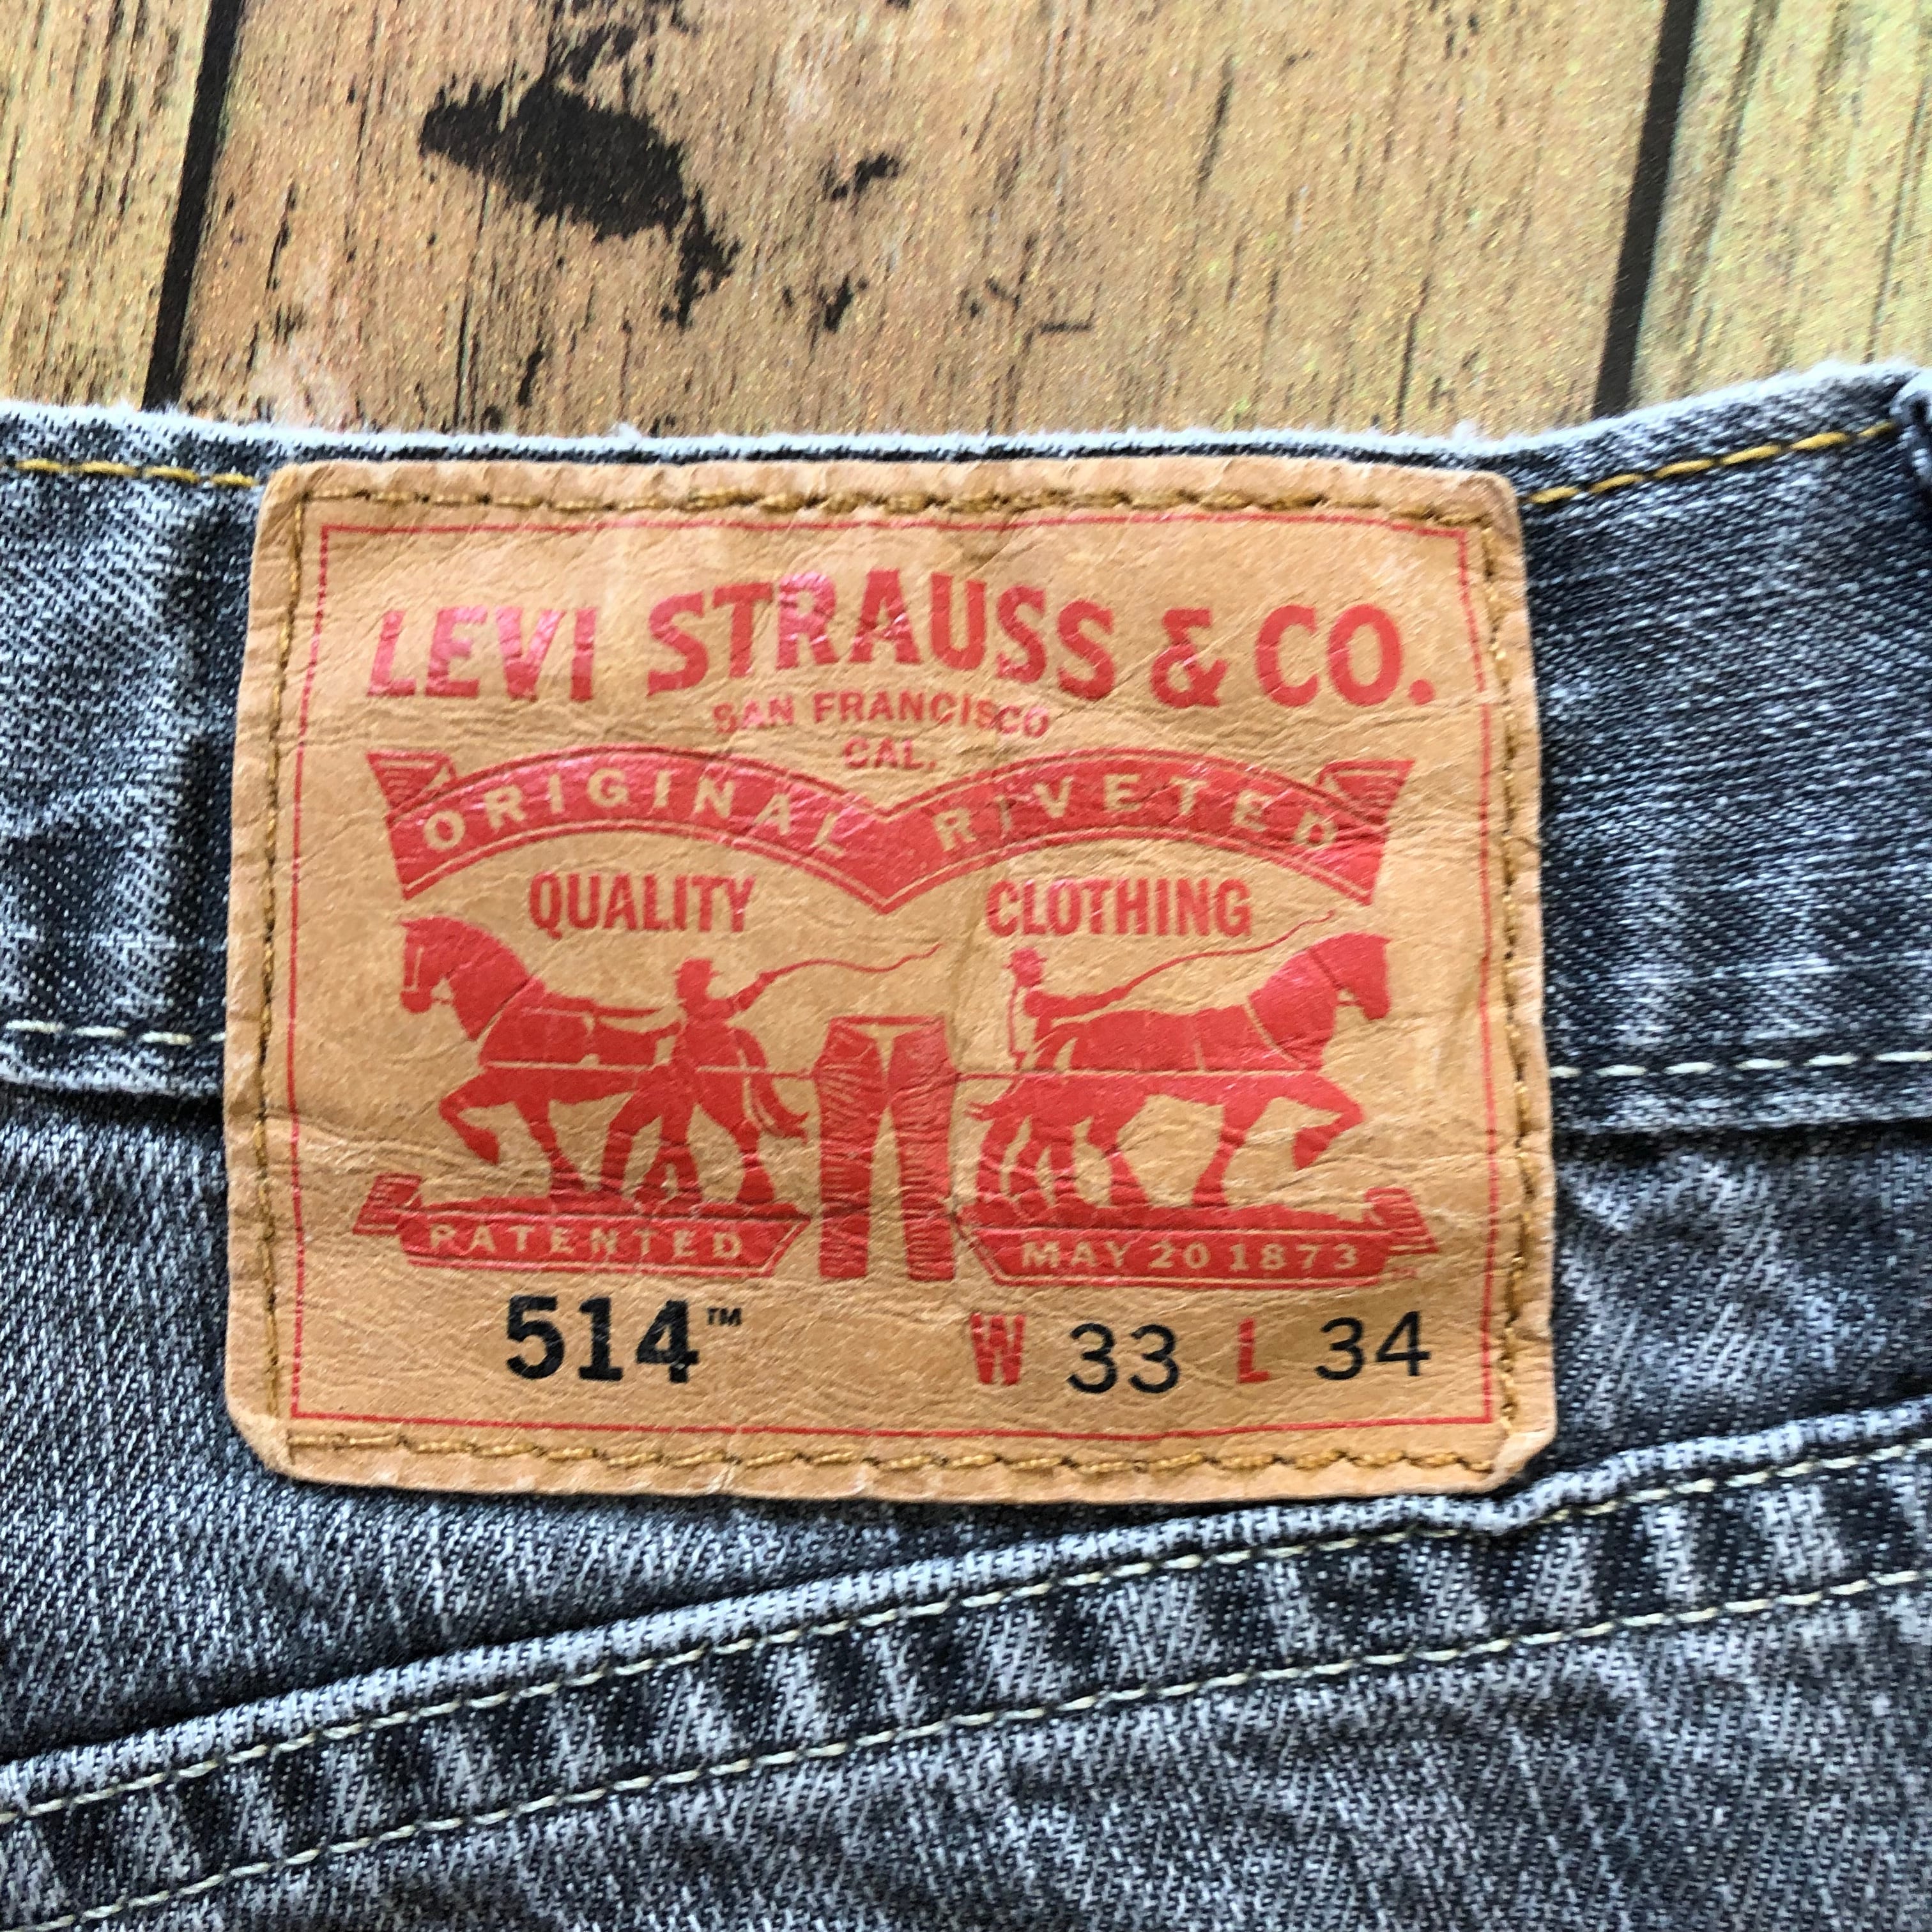 LEVI STRAUSS & CO.
SAN FRANCISCO
CAL.
ORIGINAL RIVETED
QUALITY CLOTHING
PATENTED MAY 20 1873
514™ W 33 L 34